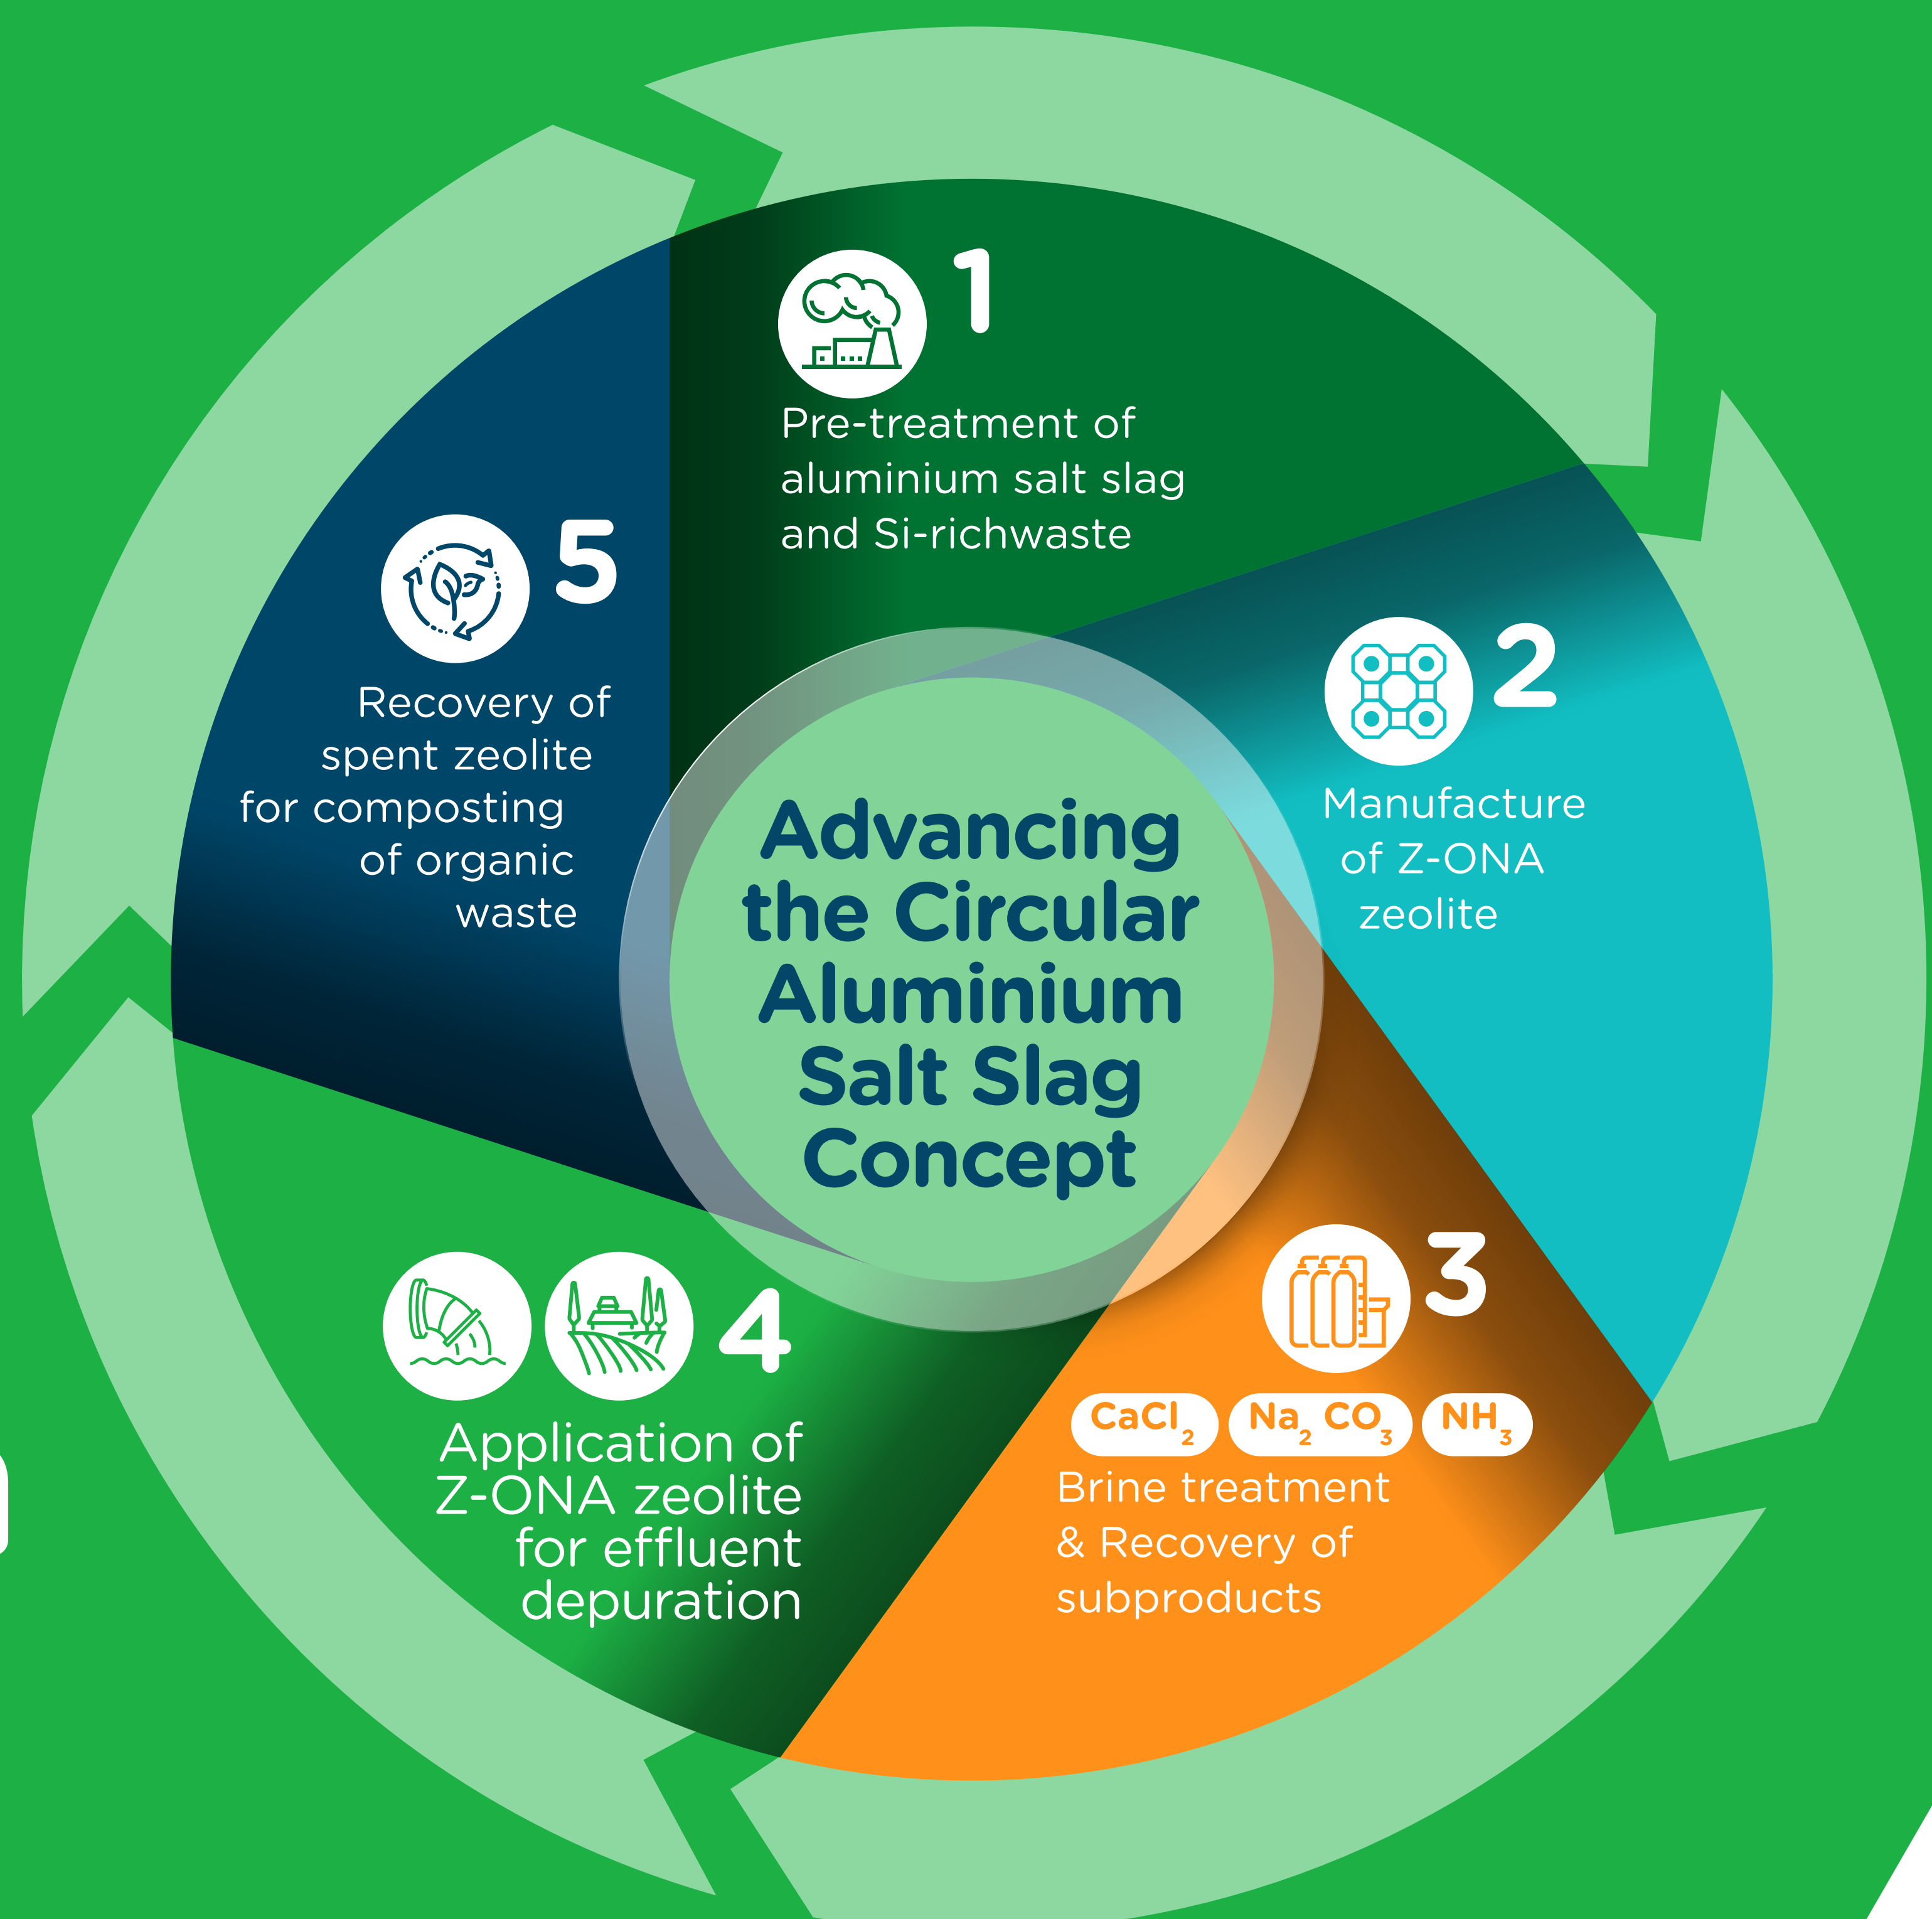 1
Pre-treatment of
aluminium salt slag
and Si-richwaste
2
Manufacture
of Z-ONA
zeolite
3
CaCl2 Na2 CO3 NH3
Brine treatment
& Recovery of
subproducts
4
Application of
Z-ONA zeolite
for effluent
depuration
5
Recovery of
spent zeolite
for composting
of organic
waste
Advancing
the Circular
Aluminium
Salt Slag
Concept